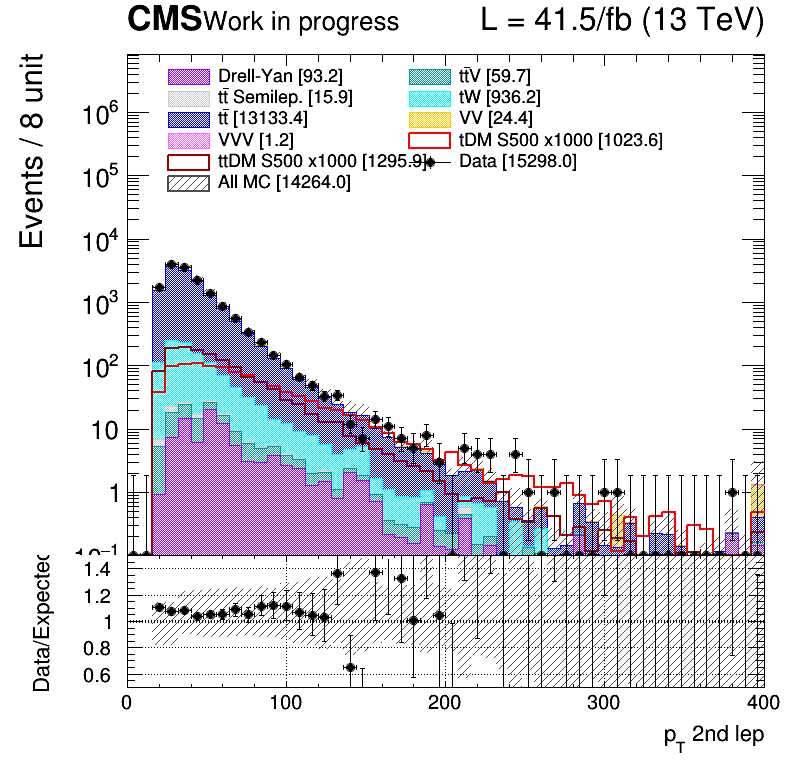 CMS Work in progress L = 41.5/fb (13 TeV)
Events / 8 unit
Drell-Yan [93.2] tt̄V [59.7]
tt̄ Semilep. [15.9] tW [936.2]
tt̄ [13133.4] VV [24.4]
VVV [1.2] tDM S500 x1000 [1023.6]
ttDM S500 x1000 [1295.9] Data [15298.0]
All MC [14264.0]
10⁶
10⁵
10⁴
10³
10²
10
1
10⁻¹
Data/Expected
1.4
1.2
1
0.8
0.6
0 100 200 300 400
p_T 2nd lep